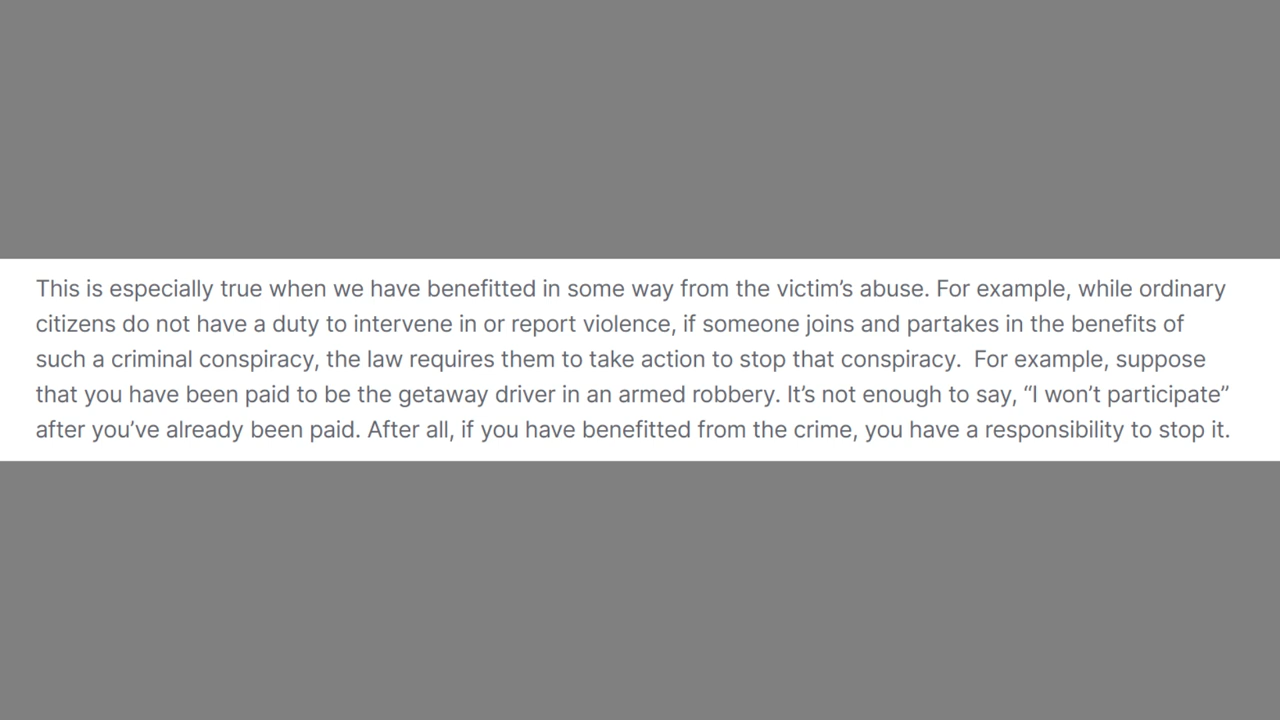 This is especially true when we have benefitted in some way from the victim’s abuse. For example, while ordinary
citizens do not have a duty to intervene in or report violence, if someone joins and partakes in the benefits of
such a criminal conspiracy, the law requires them to take action to stop that conspiracy.  For example, suppose
that you have been paid to be the getaway driver in an armed robbery. It’s not enough to say, “I won’t participate”
after you’ve already been paid. After all, if you have benefitted from the crime, you have a responsibility to stop it.